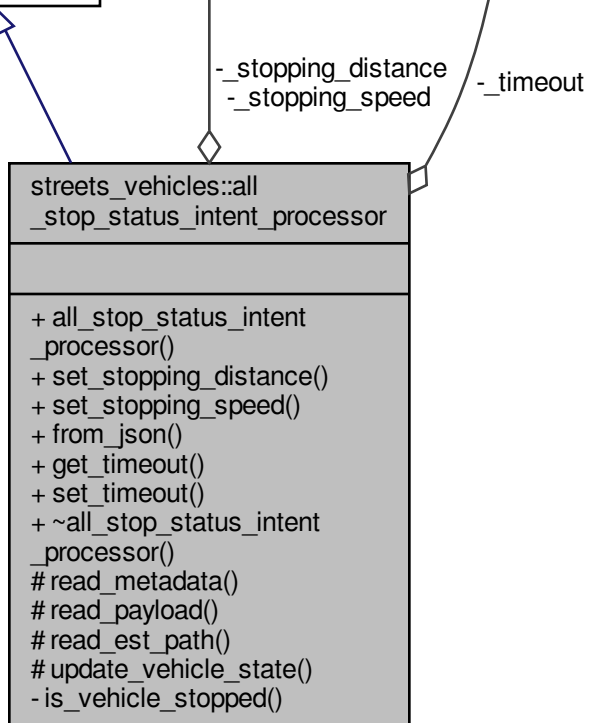 -_stopping_distance
-_stopping_speed
-_timeout
streets_vehicles::all
_stop_status_intent_processor
+ all_stop_status_intent
_processor()
+ set_stopping_distance()
+ set_stopping_speed()
+ from_json()
+ get_timeout()
+ set_timeout()
+ ~all_stop_status_intent
_processor()
# read_metadata()
# read_payload()
# read_est_path()
# update_vehicle_state()
- is_vehicle_stopped()